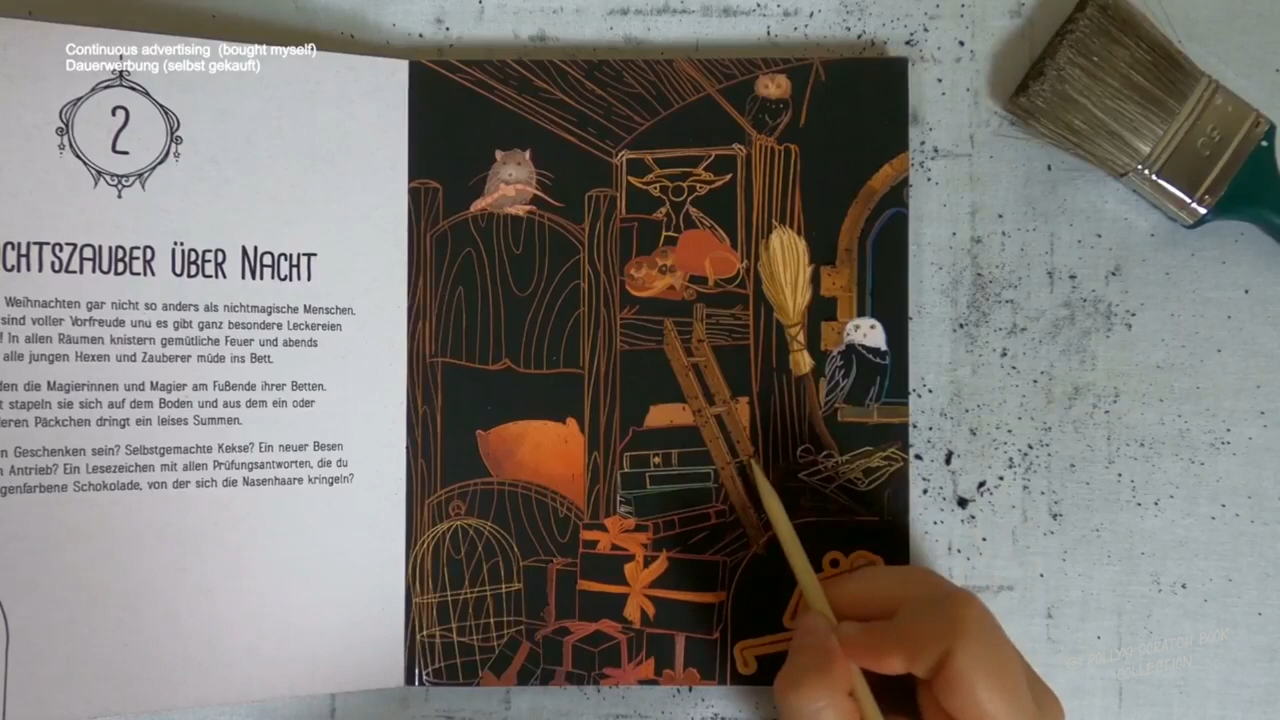 Continuous advertising (bought myself)
Dauerwerbung (selbst gekauft)
2
CHTSZAUBER ÜBER NACHT
Weihnachten gar nicht so anders als nichtmagische Menschen.
sind voller Vorfreude und es gibt ganz besondere Leckereien
! In allen Räumen knistern gemütliche Feuer und abends
alle jungen Hexen und Zauberer müde ins Bett.
den die Magierinnen und Magier am Fußende ihrer Betten.
t stapeln sie sich auf dem Boden und aus dem ein oder
deren Päckchen dringt ein leises Summen.
n Geschenken sein? Selbstgemachte Kekse? Ein neuer Besen
n Antrieb? Ein Lesezeichen mit allen Prüfungsantworten, die du
genfarbene Schokolade, von der sich die Nasenhaare kringeln?
SCRATCH BOOK
COLLECTION